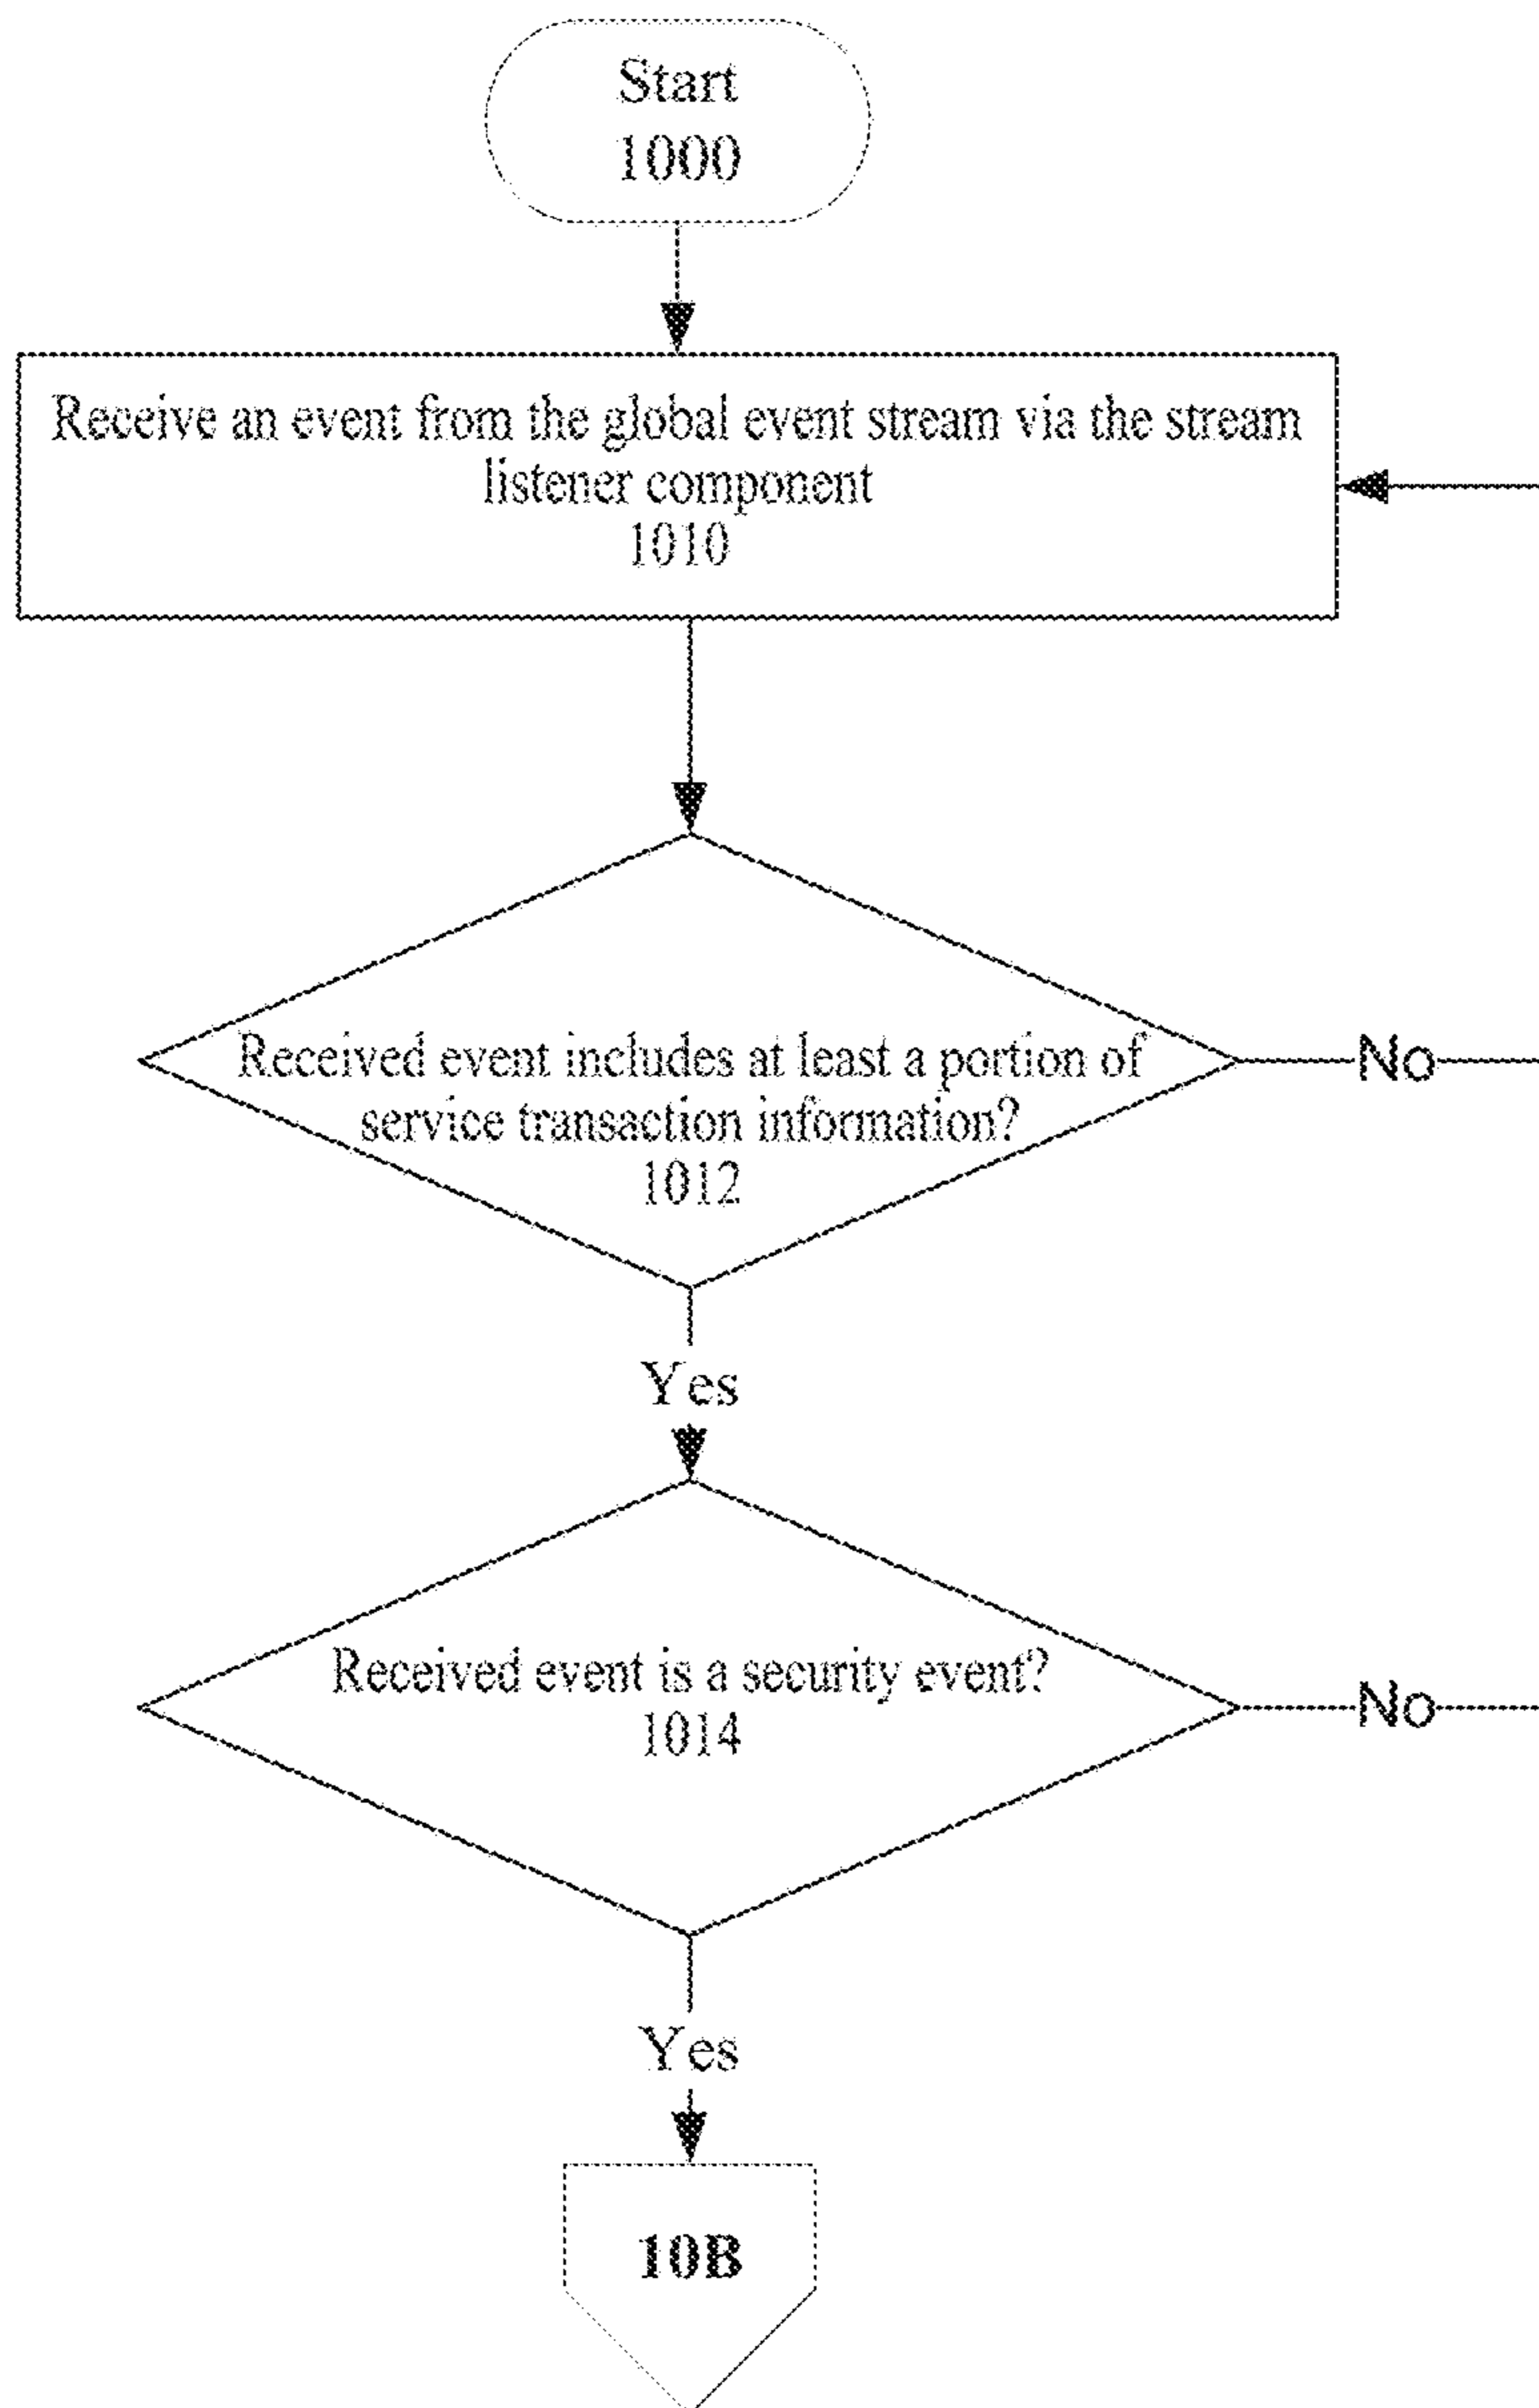 Start
1000
Receive an event from the global event stream via the stream
listener component
1010
Received event includes at least a portion of
service transaction information?
1012
No
Yes
Received event is a security event?
1014
No
Yes
10B